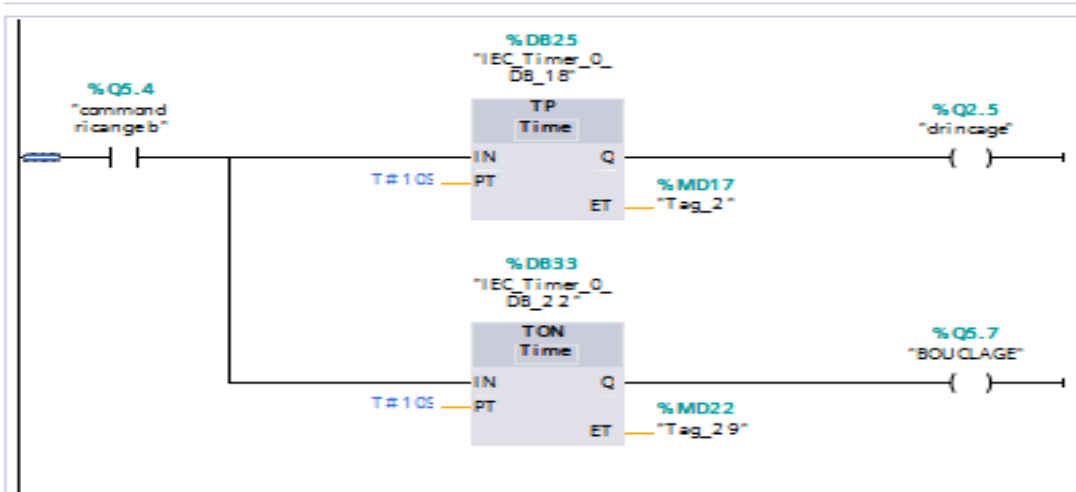 %DB25
"IEC_Timer_0_
DB_18"
%Q5.4
"command
ricangeb"
TP
Time
%Q2.5
"drincage"
IN
Q
T#10S
PT
%MD17
ET
"Tag_2"
%DB33
"IEC_Timer_0_
DB_22"
TON
Time
%Q5.7
"BOUCLAGE"
IN
Q
T#10S
PT
%MD22
ET
"Tag_29"